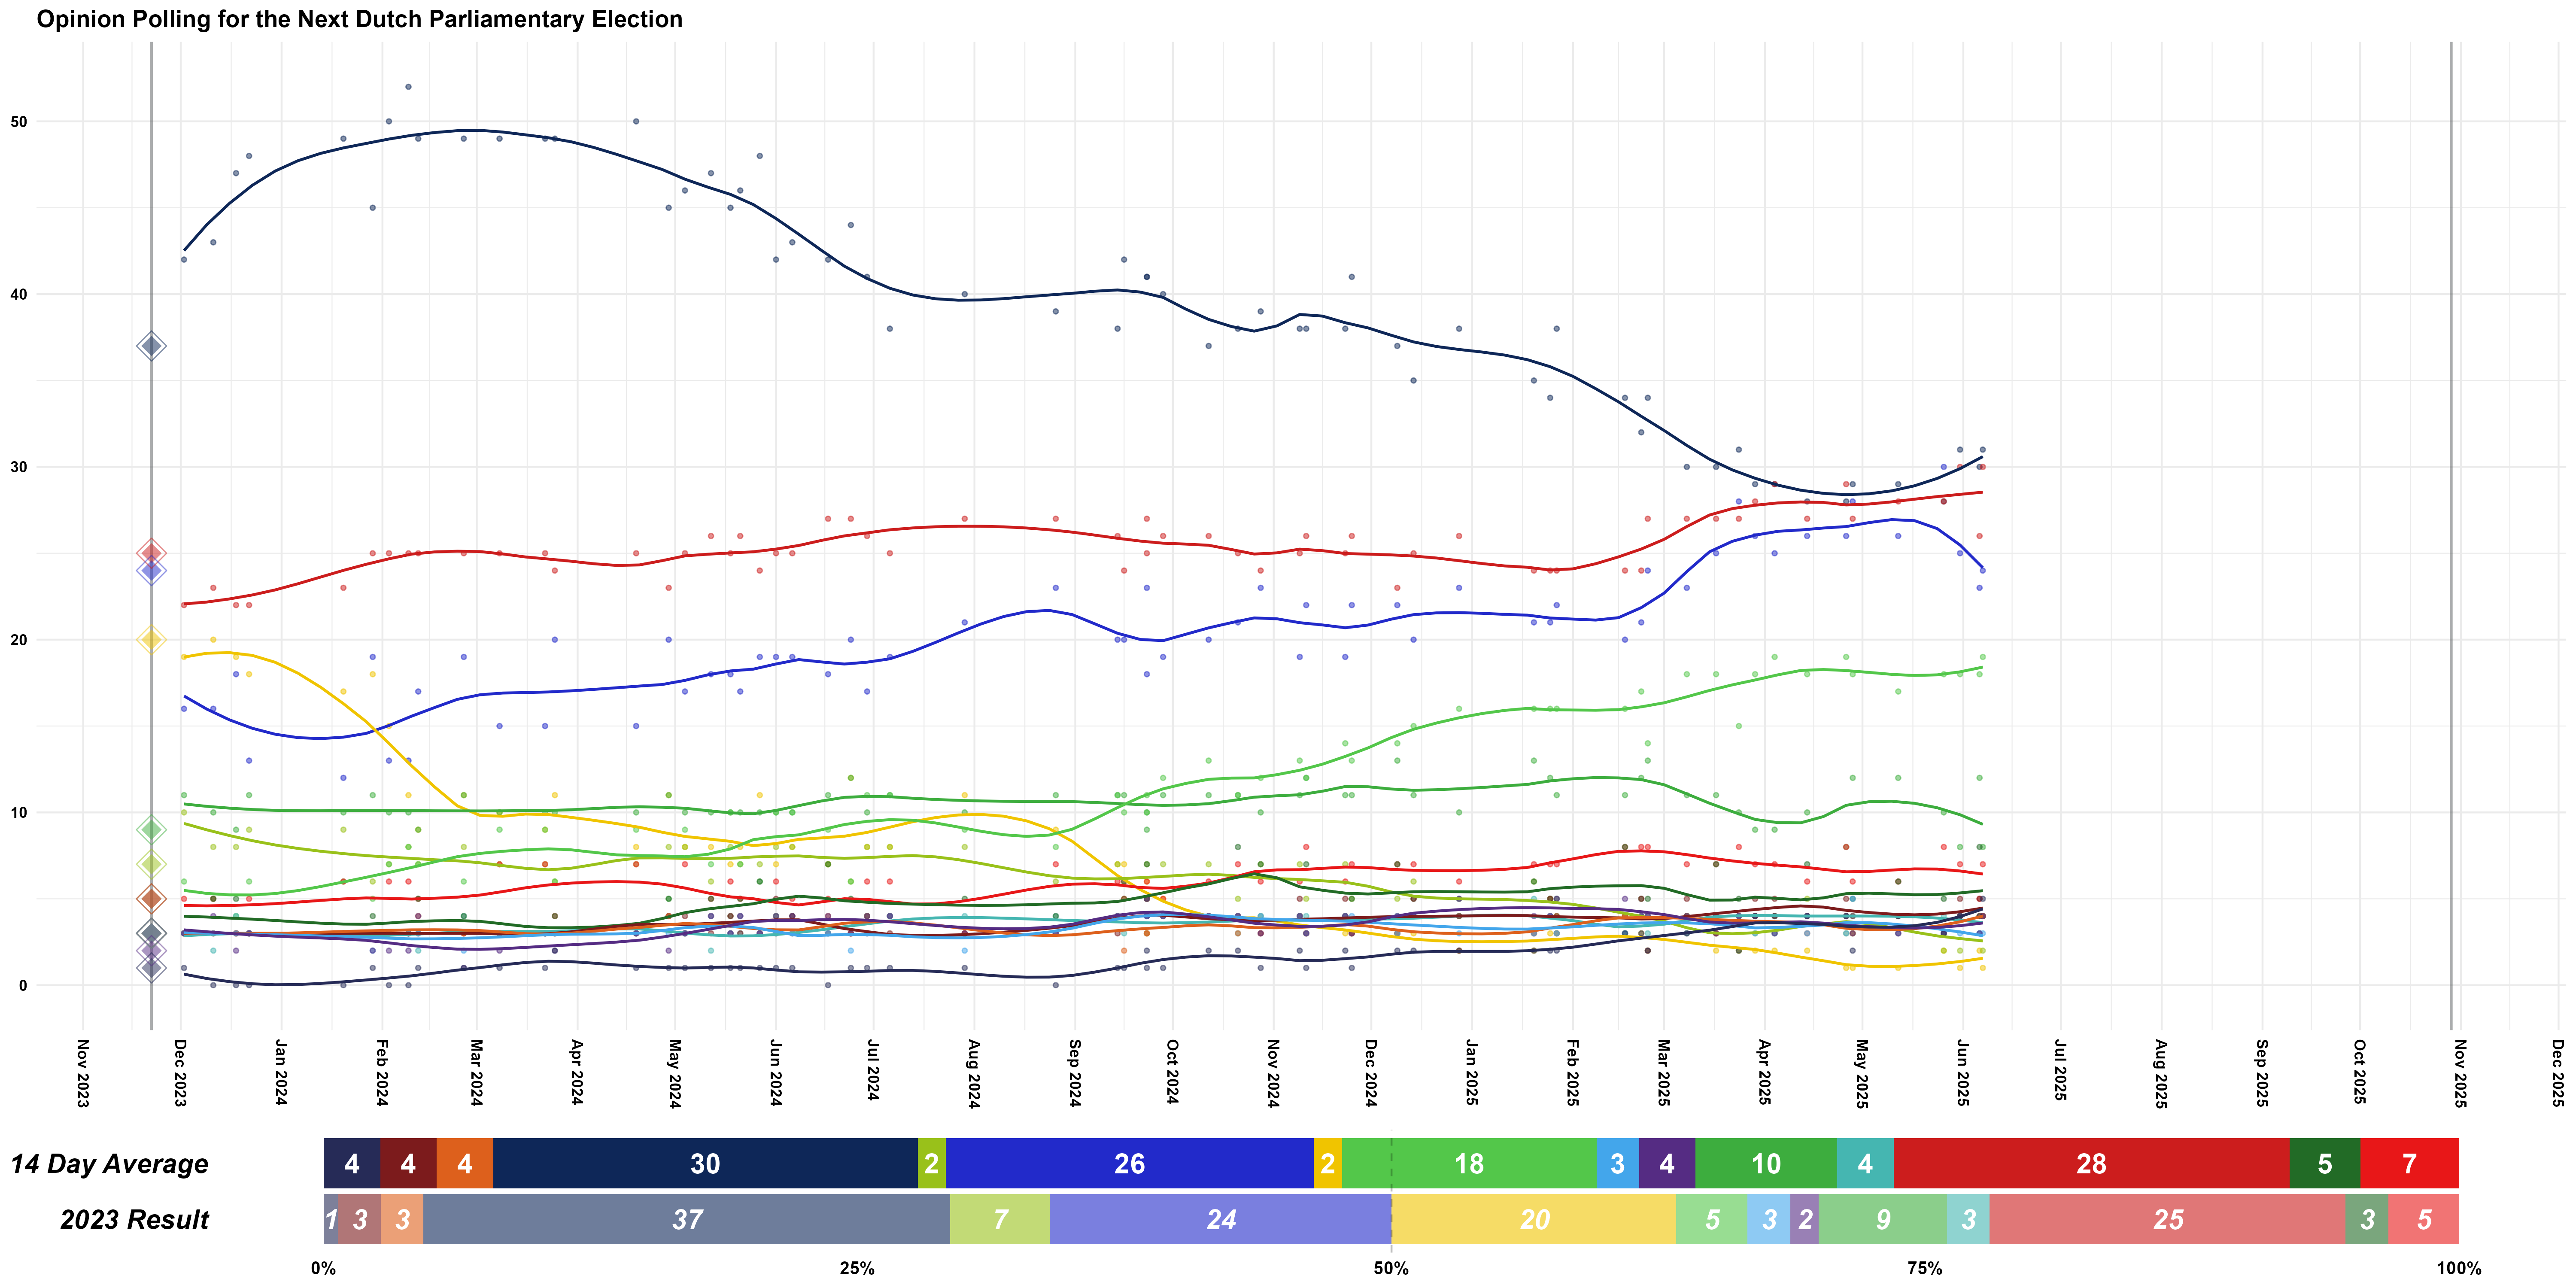 Opinion Polling for the Next Dutch Parliamentary Election
50
40
30
20
10
0
Nov 2023
Dec 2023
Jan 2024
Feb 2024
Mar 2024
Apr 2024
May 2024
Jun 2024
Jul 2024
Aug 2024
Sep 2024
Oct 2024
Nov 2024
Dec 2024
Jan 2025
Feb 2025
Mar 2025
Apr 2025
May 2025
Jun 2025
Jul 2025
Aug 2025
Sep 2025
Oct 2025
Nov 2025
Dec 2025
14 Day Average 4 4 4 30 2 26 2 18 3 4 10 4 28 5 7
2023 Result 1 3 3 37 7 24 20 5 3 2 9 3 25 3 5
0% 25% 50% 75% 100%